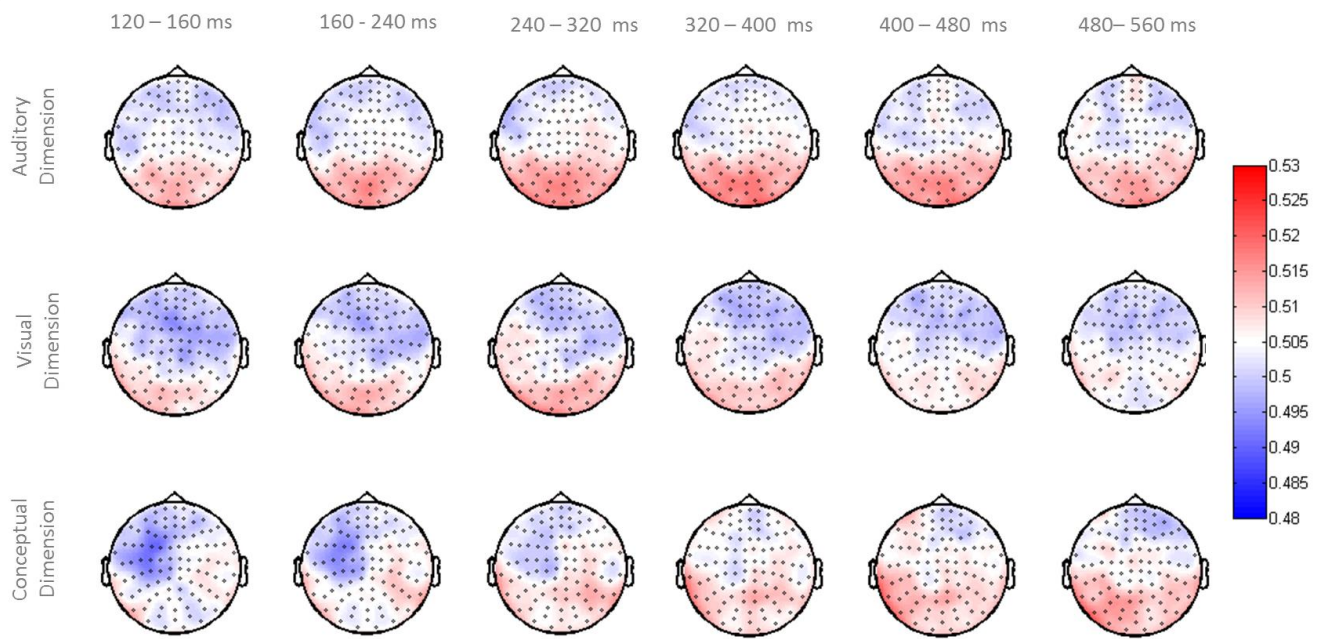 120 – 160 ms
160 - 240 ms
240 – 320 ms
320 – 400 ms
400 – 480 ms
480– 560 ms
Auditory
Dimension
Visual
Dimension
Conceptual
Dimension
0.53
0.525
0.52
0.515
0.51
0.505
0.5
0.495
0.49
0.485
0.48